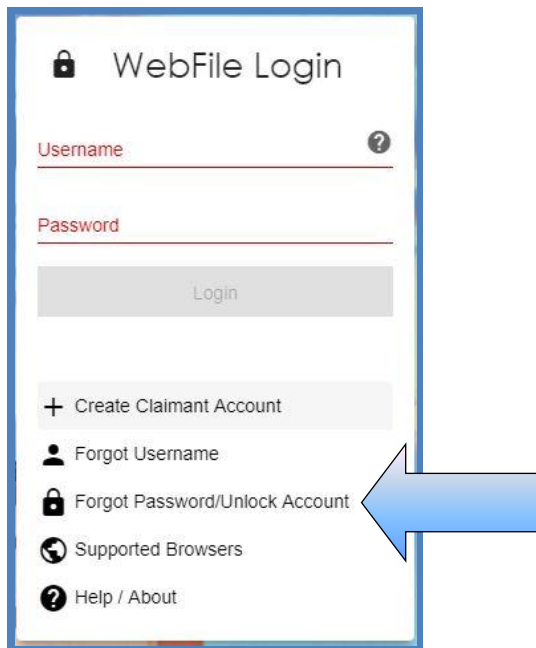 WebFile Login
Username
Password
Login
Create Claimant Account
Forgot Username
Forgot Password/Unlock Account
Supported Browsers
Help / About